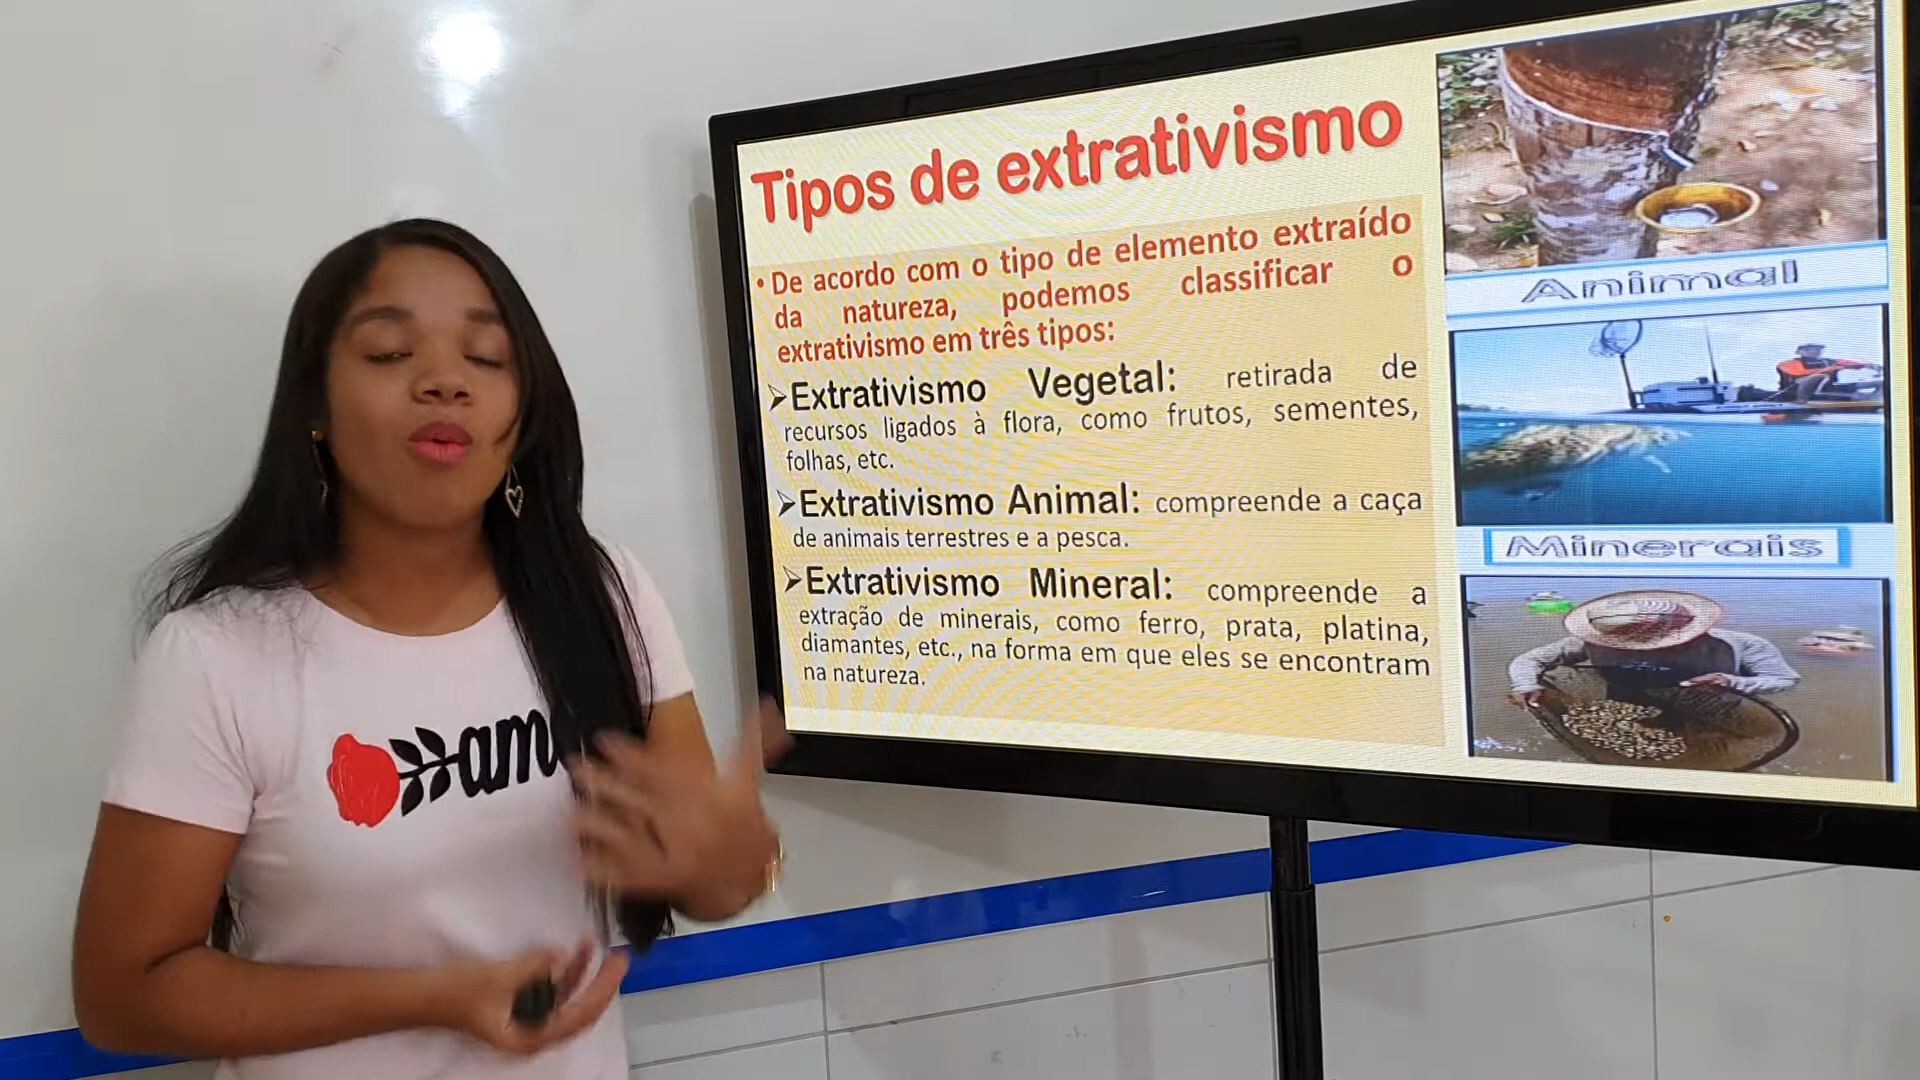 Tipos de extrativismo
• De acordo com o tipo de elemento extraído
da natureza, podemos classificar o
extrativismo em três tipos:
➢Extrativismo Vegetal: retirada de
recursos ligados à flora, como frutos, sementes,
folhas, etc.
➢Extrativismo Animal: compreende a caça
de animais terrestres e a pesca.
➢Extrativismo Mineral: compreende a
extração de minerais, como ferro, prata, platina,
diamantes, etc., na forma em que eles se encontram
na natureza.
Animal
Minerais
am